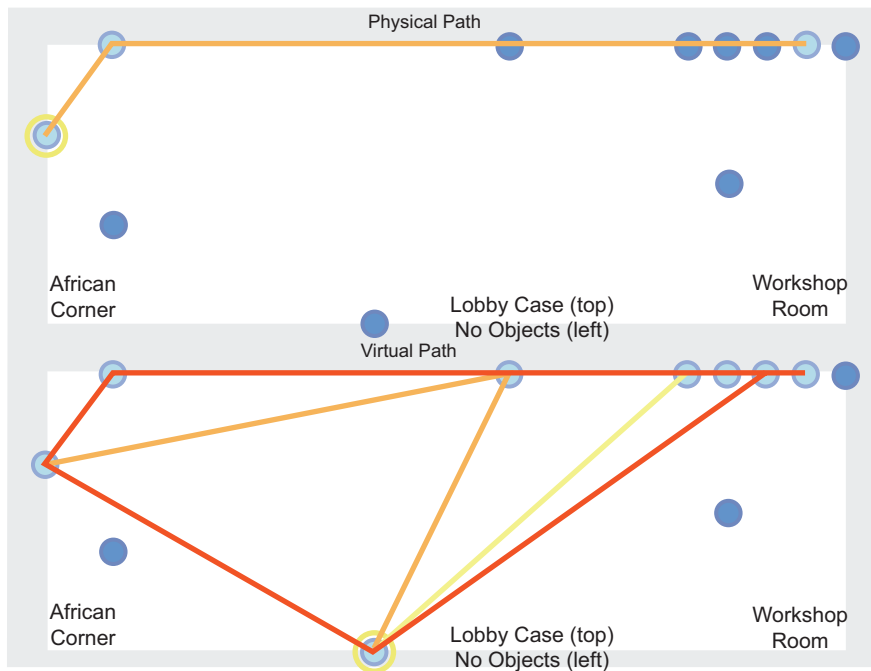 Physical Path
African
Corner
Lobby Case (top)
No Objects (left)
Workshop
Room
Virtual Path
African
Corner
Lobby Case (top)
No Objects (left)
Workshop
Room